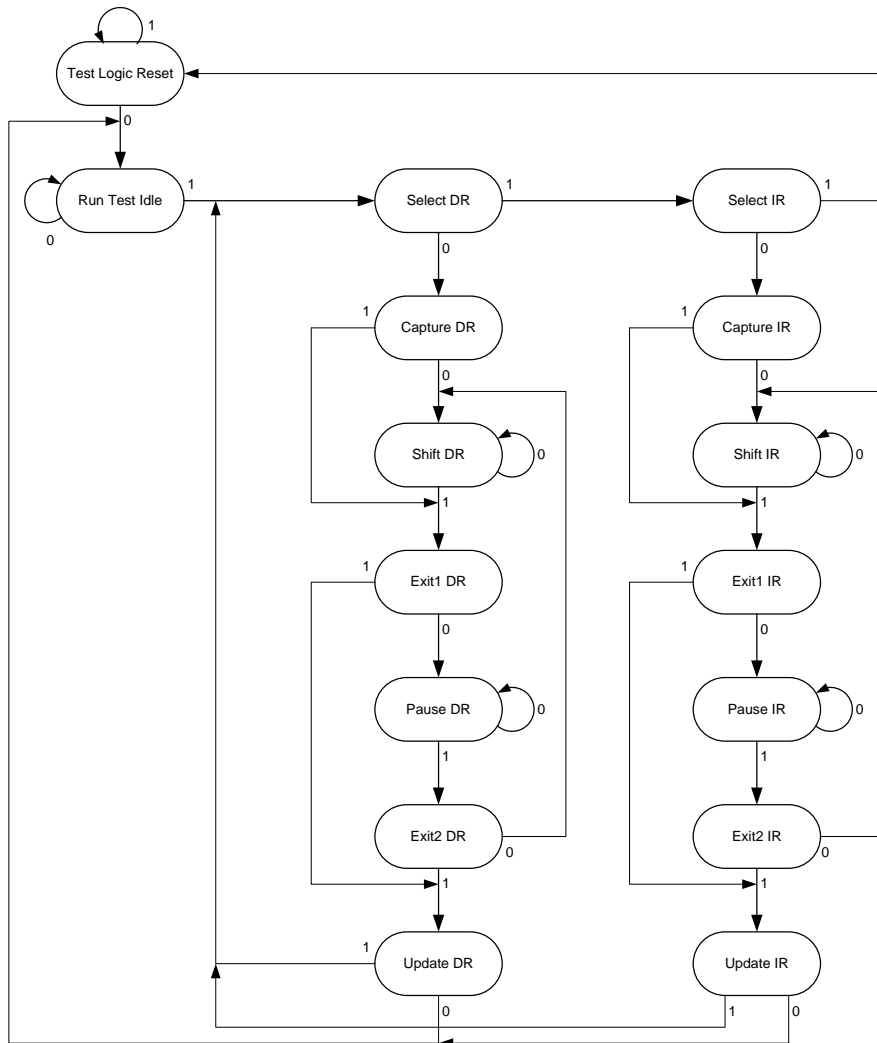 1
Test Logic Reset
0
Run Test Idle
1
0
Select DR
1
Select IR
1
0
0
1
Capture DR
1
Capture IR
0
0
Shift DR
0
Shift IR
0
1
1
1
Exit1 DR
1
Exit1 IR
0
0
Pause DR
0
Pause IR
0
1
1
Exit2 DR
0
Exit2 IR
0
1
1
1
Update DR
Update IR
0
1
0